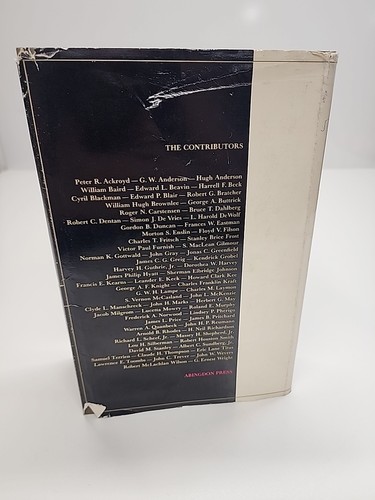 THE CONTRIBUTORS
Peter R. Ackroyd — G. W. Anderson — Hugh Anderson
William Baird — Edward L. Beavin — Harrell F. Beck
Cyril Blackman — Edward P. Blair — Robert G. Bratcher
William Hugh Brownlee — George A. Buttrick
Roger N. Carstensen — Bruce T. Dahlberg
Robert C. Dentan — Simon J. De Vries — L. Harold DeWolf
Gordon B. Duncan — Frances W. Eastman
Morton S. Enslin — Floyd V. Filson
Charles T. Fritsch — Stanley Brice Frost
Victor Paul Furnish — S. MacLean Gilmour
Norman K. Gottwald — John Gray — Jonas C. Greenfield
James C. G. Greig — Kendrick Grobel
Harvey H. Guthrie, Jr. — Dorothea W. Harvey
James Philip Hyatt — Sherman Elbridge Johnson
Francis E. Kearns — Leander E. Keck — Howard Clark Kee
George A. F. Knight — Charles Franklin Kraft
G. W. H. Lampe — Charles M. Laymon
S. Vernon McCasland — John L. McKenzie
Clyde L. Manschreck — John H. Marks — Herbert G. May
Jacob Milgrom — Lucetta Mowry — Roland E. Murphy
Frederick A. Norwood — Lindsey P. Pherigo
James L. Price — James B. Pritchard
Warren A. Quanbeck — John H. P. Reumann
Arnold B. Rhodes — H. Neil Richardson
Richard L. Scheef, Jr. — Massey H. Shepherd, Jr.
Lou H. Silberman — Robert Houston Smith
David M. Stanley — Albert C. Sundberg, Jr.
Samuel Terrien — Claude H. Thompson — Eric Lane Titus
Lawrence E. Toombs — John C. Trever — John W. Wevers
Robert McLachlan Wilson — G. Ernest Wright
ABINGDON PRESS